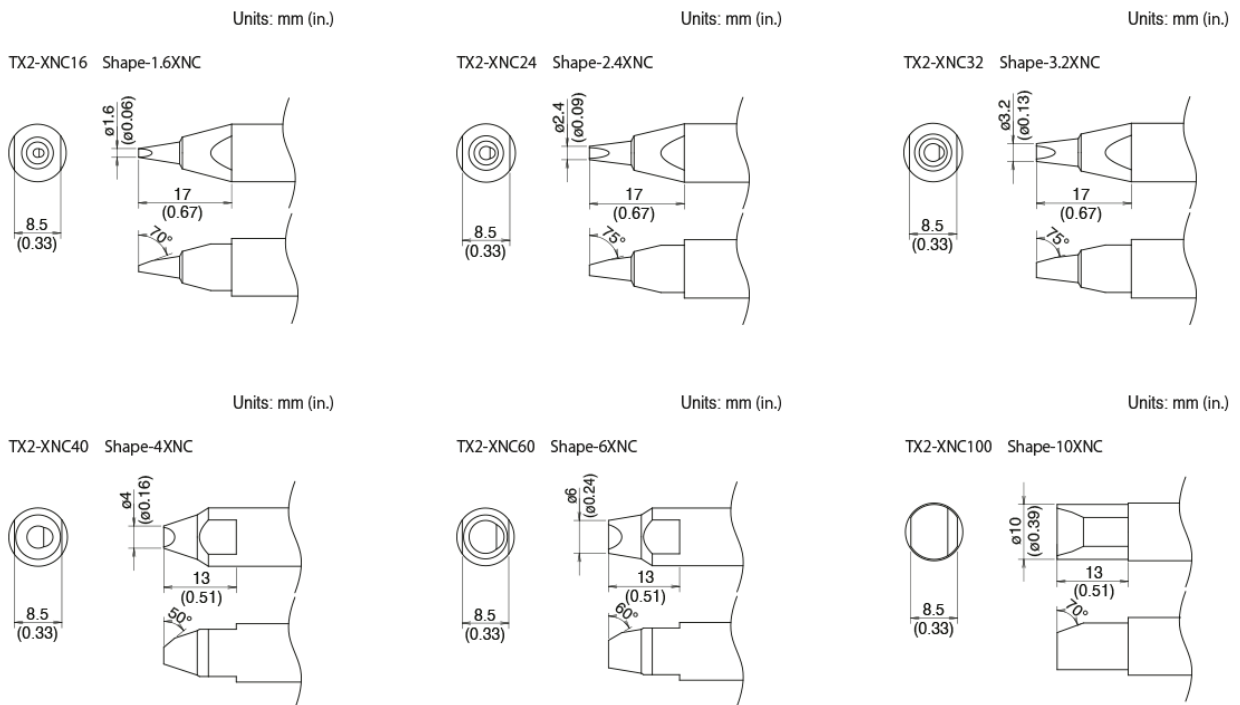 Units: mm (in.)
TX2-XNC16 Shape-1.6XNC
ø1.6
(ø0.06)
17
(0.67)
8.5
(0.33)
70°
Units: mm (in.)
TX2-XNC24 Shape-2.4XNC
ø2.4
(ø0.09)
17
(0.67)
8.5
(0.33)
75°
Units: mm (in.)
TX2-XNC32 Shape-3.2XNC
ø3.2
(ø0.13)
17
(0.67)
8.5
(0.33)
75°
Units: mm (in.)
TX2-XNC40 Shape-4XNC
ø4
(ø0.16)
13
(0.51)
8.5
(0.33)
50°
Units: mm (in.)
TX2-XNC60 Shape-6XNC
ø6
(ø0.24)
13
(0.51)
8.5
(0.33)
60°
Units: mm (in.)
TX2-XNC100 Shape-10XNC
ø10
(ø0.39)
13
(0.51)
8.5
(0.33)
70°